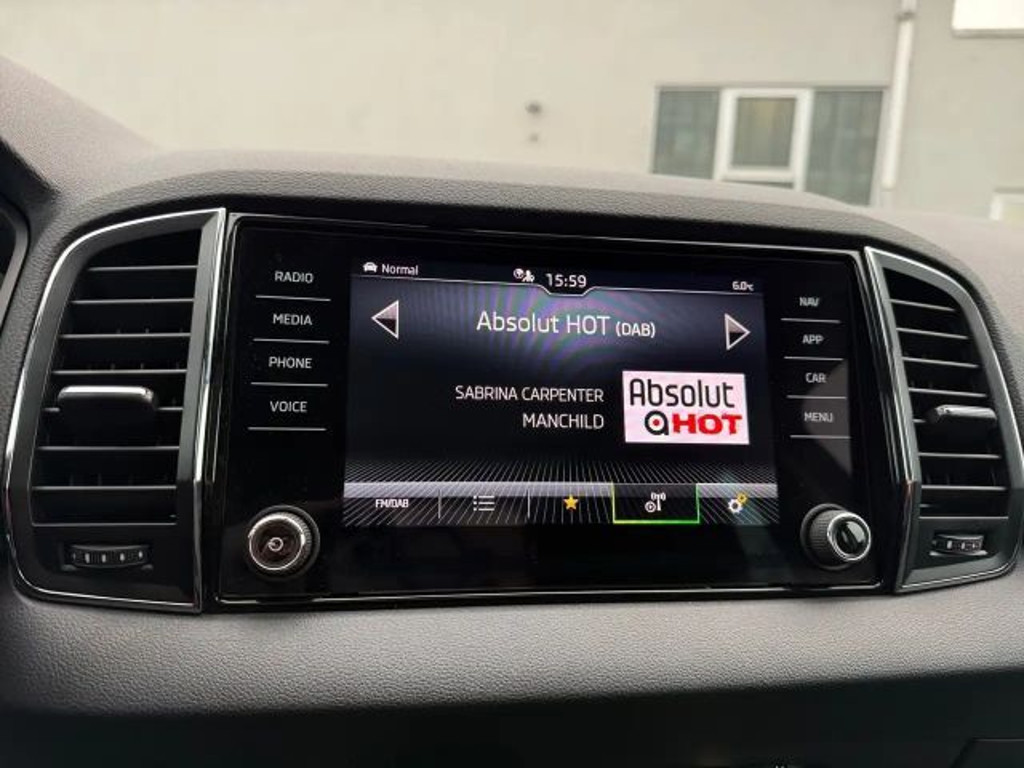 RADIO
MEDIA
PHONE
VOICE
Normal
15:59
6.0°C
Absolut HOT (DAB)
SABRINA CARPENTER
MANCHILD
Absolut
HOT
FM/DAB
NAV
APP
CAR
MENU